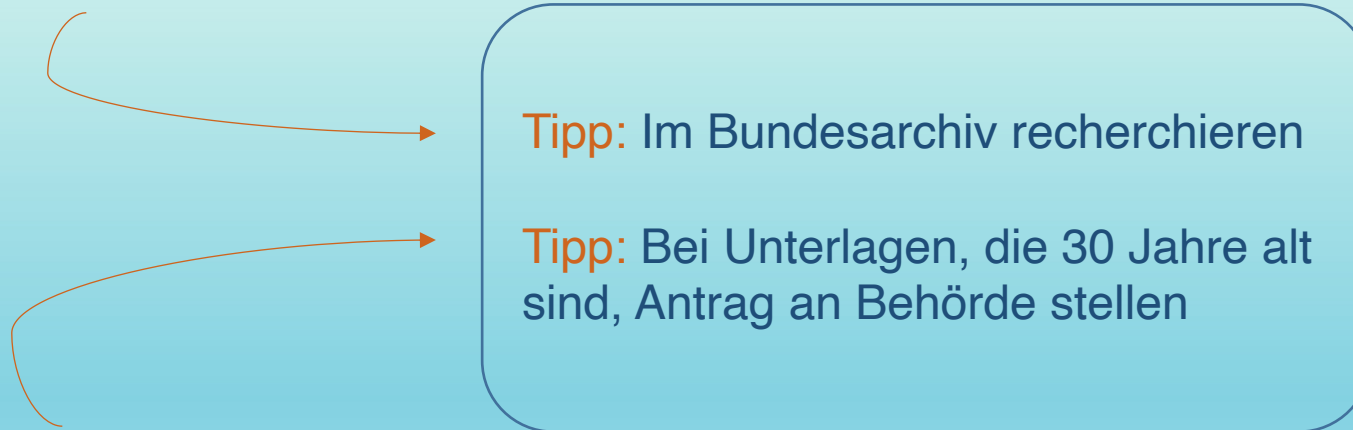 Tipp: Im Bundesarchiv recherchieren
Tipp: Bei Unterlagen, die 30 Jahre alt
sind, Antrag an Behörde stellen